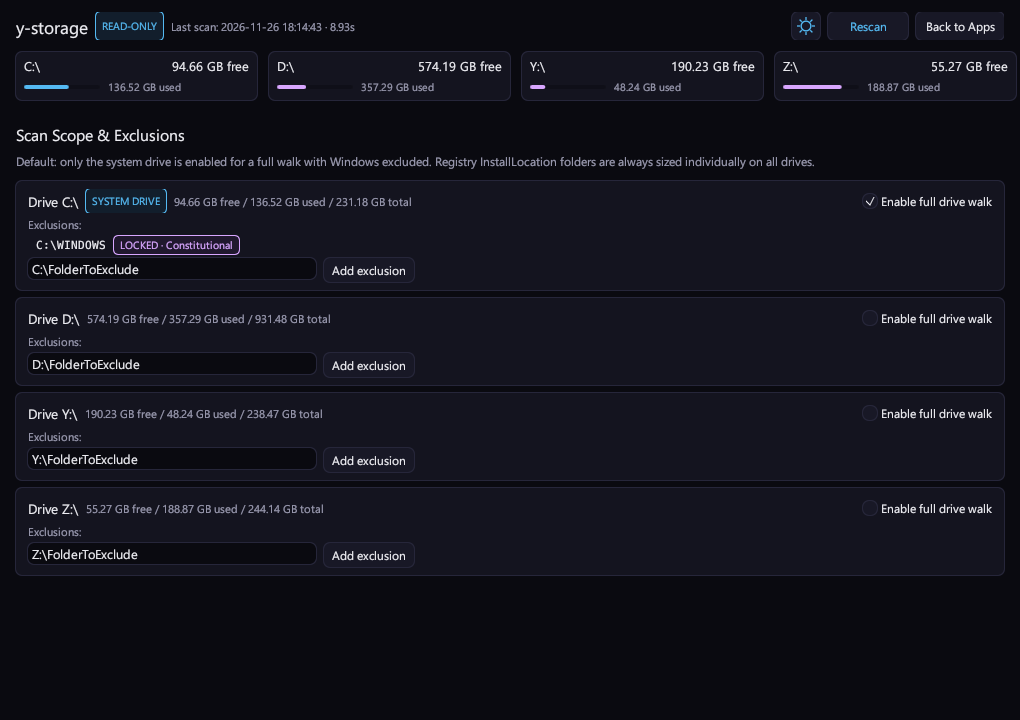 y-storage READ-ONLY Last scan: 2026-11-26 18:14:43 · 8.93s Rescan Back to Apps
C:\ 94.66 GB free D:\ 574.19 GB free Y:\ 190.23 GB free Z:\ 55.27 GB free
136.52 GB used 357.29 GB used 48.24 GB used 188.87 GB used
Scan Scope & Exclusions
Default: only the system drive is enabled for a full walk with Windows excluded. Registry InstallLocation folders are always sized individually on all drives.
Drive C:\ SYSTEM DRIVE 94.66 GB free / 136.52 GB used / 231.18 GB total Enable full drive walk
Exclusions:
C:\WINDOWS LOCKED · Constitutional
C:\FolderToExclude Add exclusion
Drive D:\ 574.19 GB free / 357.29 GB used / 931.48 GB total Enable full drive walk
Exclusions:
D:\FolderToExclude Add exclusion
Drive Y:\ 190.23 GB free / 48.24 GB used / 238.47 GB total Enable full drive walk
Exclusions:
Y:\FolderToExclude Add exclusion
Drive Z:\ 55.27 GB free / 188.87 GB used / 244.14 GB total Enable full drive walk
Exclusions:
Z:\FolderToExclude Add exclusion